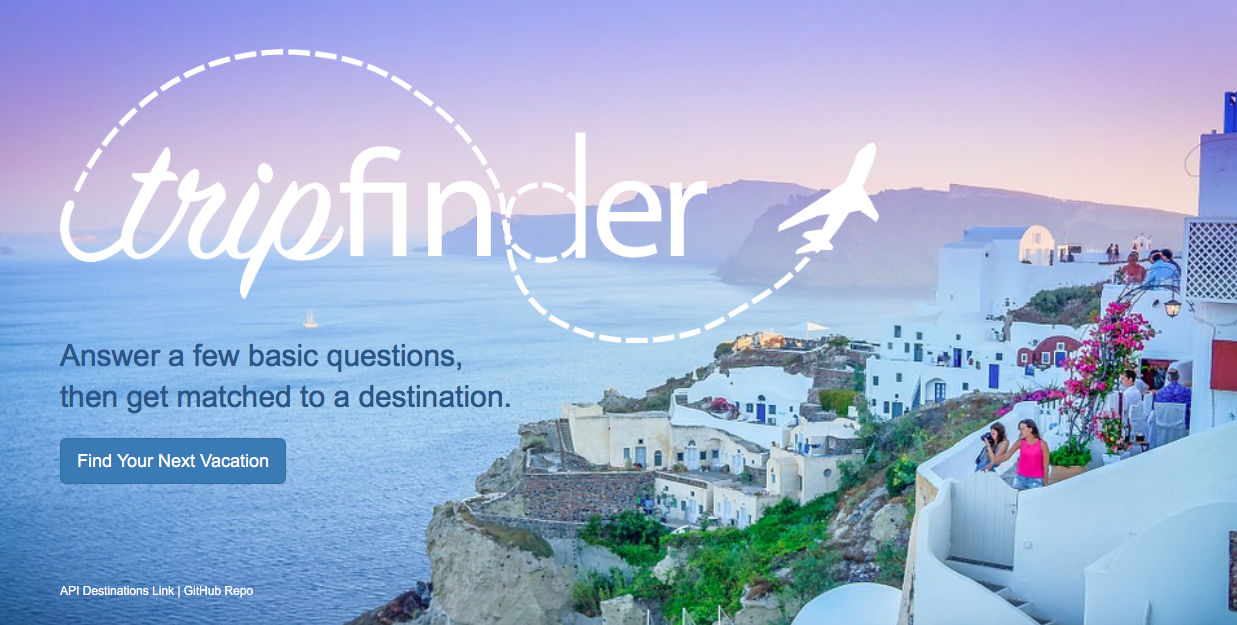 tripfinder
Answer a few basic questions,
then get matched to a destination.
Find Your Next Vacation
API Destinations Link | GitHub Repo